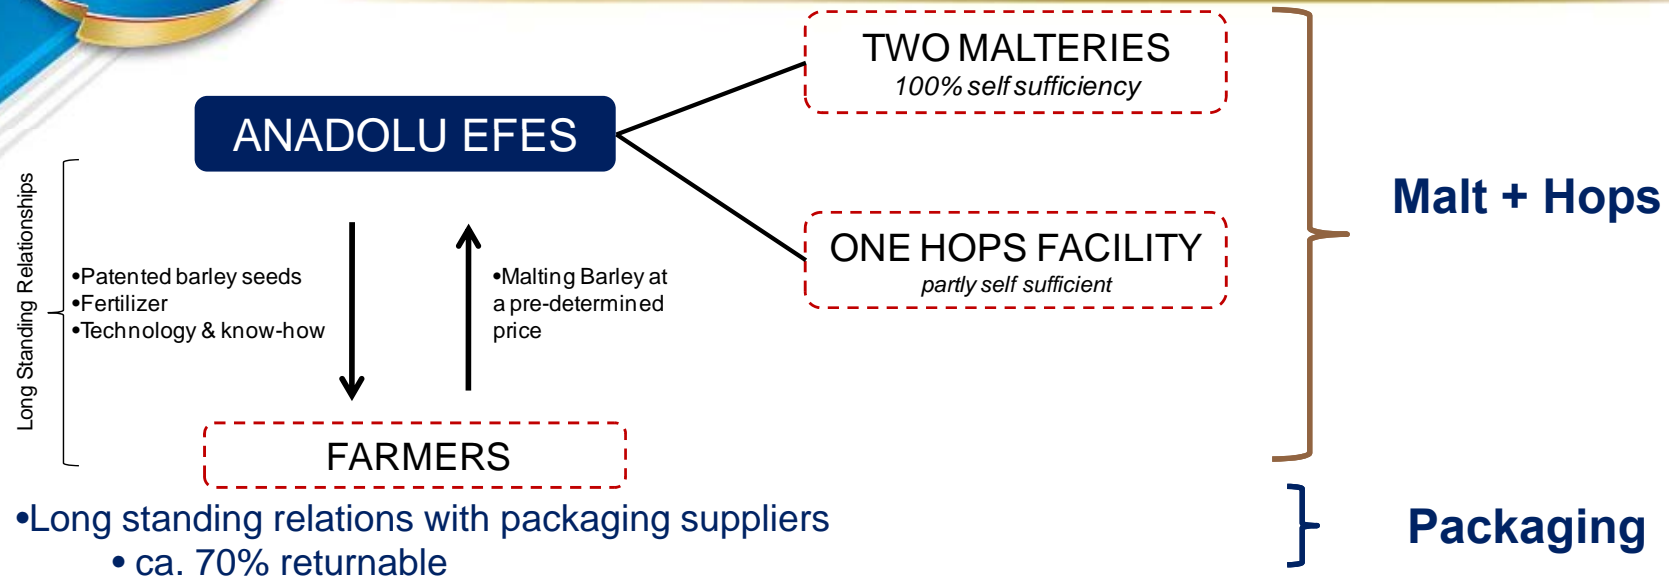 TWO MALTERIES
100% self sufficiency
ANADOLU EFES
Malt + Hops
ONE HOPS FACILITY
partly self sufficient
Long Standing Relationships
•Patented barley seeds
•Fertilizer
•Technology & know-how
•Malting Barley at
a pre-determined
price
FARMERS
•Long standing relations with packaging suppliers
• ca. 70% returnable
Packaging